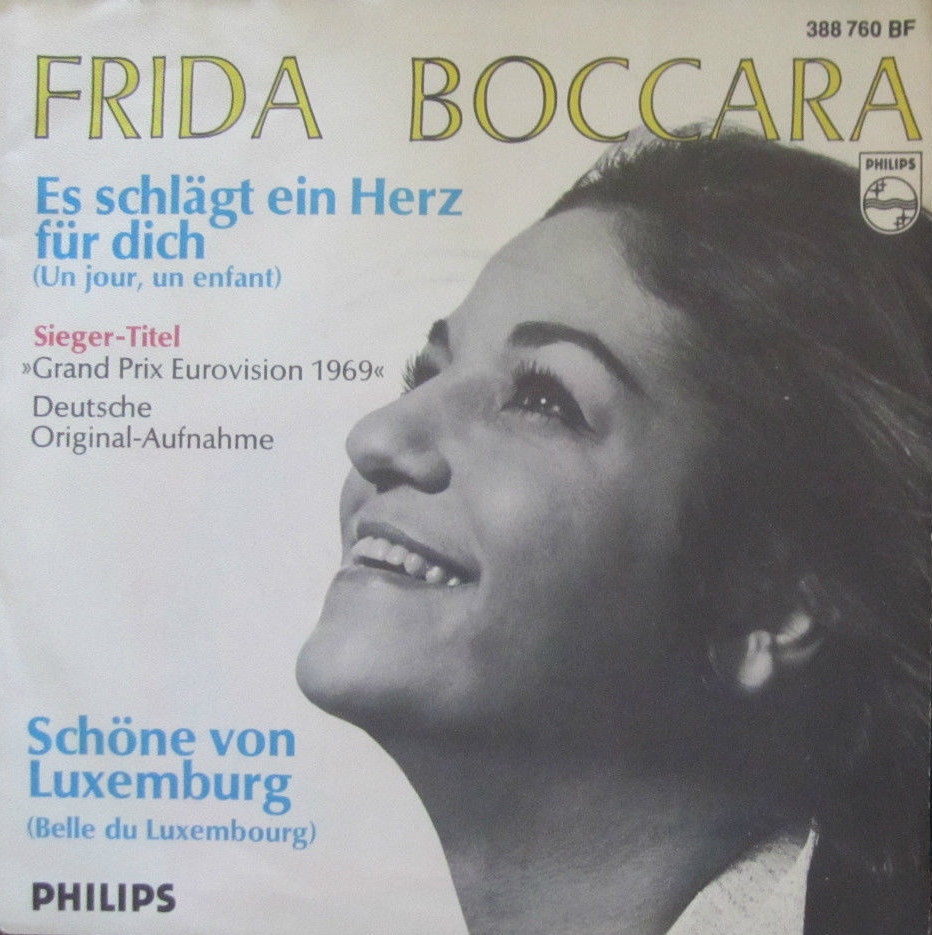 388 760 BF
FRIDA BOCCARA
PHILIPS
Es schlägt ein Herz
für dich
(Un jour, un enfant)
Sieger-Titel
»Grand Prix Eurovision 1969«
Deutsche
Original-Aufnahme
Schöne von
Luxemburg
(Belle du Luxembourg)
PHILIPS